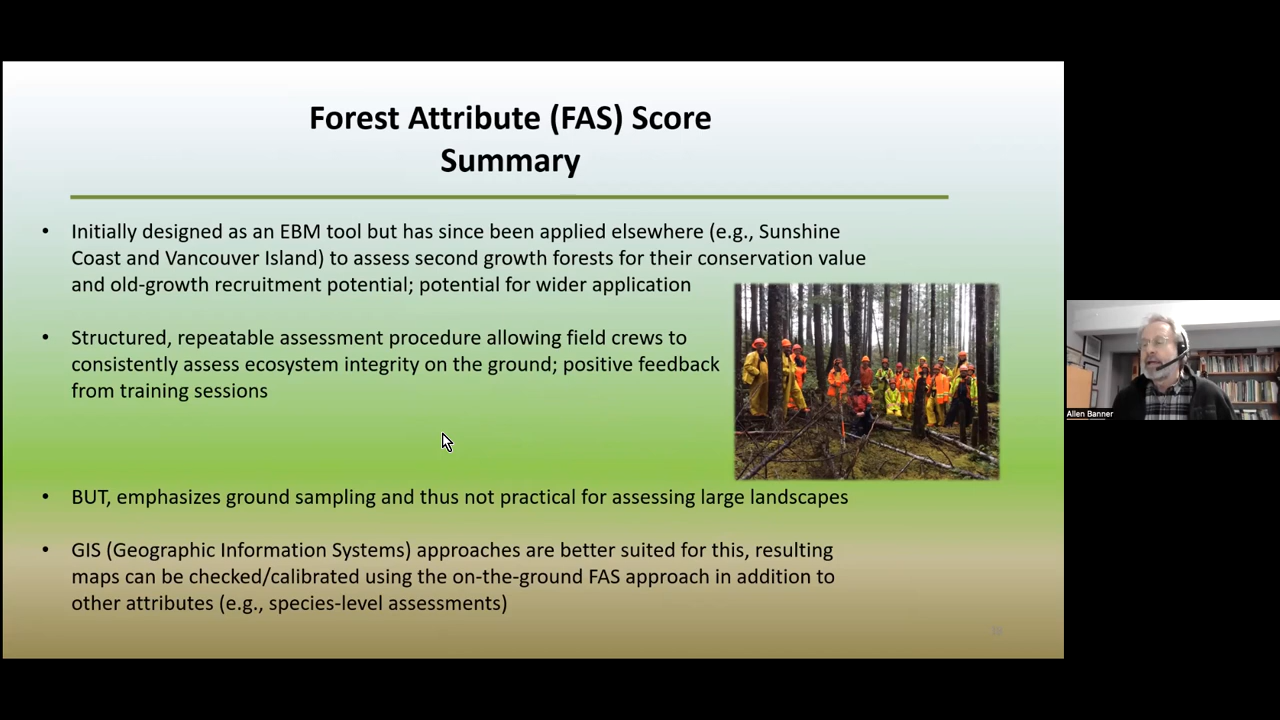 Forest Attribute (FAS) Score
Summary
• Initially designed as an EBM tool but has since been applied elsewhere (e.g., Sunshine
Coast and Vancouver Island) to assess second growth forests for their conservation value
and old-growth recruitment potential; potential for wider application
• Structured, repeatable assessment procedure allowing field crews to
consistently assess ecosystem integrity on the ground; positive feedback
from training sessions
• BUT, emphasizes ground sampling and thus not practical for assessing large landscapes
• GIS (Geographic Information Systems) approaches are better suited for this, resulting
maps can be checked/calibrated using the on-the-ground FAS approach in addition to
other attributes (e.g., species-level assessments)
Allen Banner